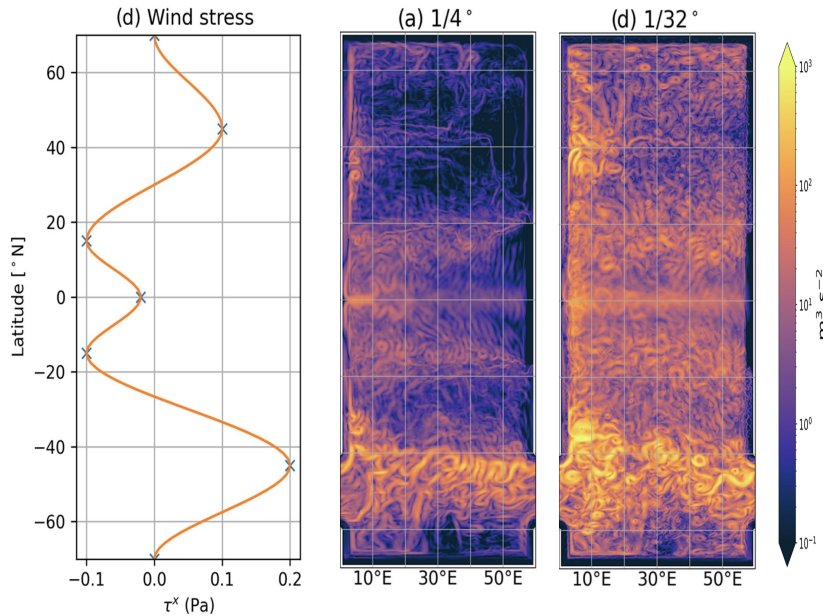 (d) Wind stress
(a) 1/4°
(d) 1/32°
60
40
20
0
−20
−40
−60
Latitude [°N]
−0.1 0.0 0.1 0.2
τˣ (Pa)
10°E 30°E 50°E
10°E 30°E 50°E
10³
10²
10¹
10⁰
10⁻¹
m³ s⁻²